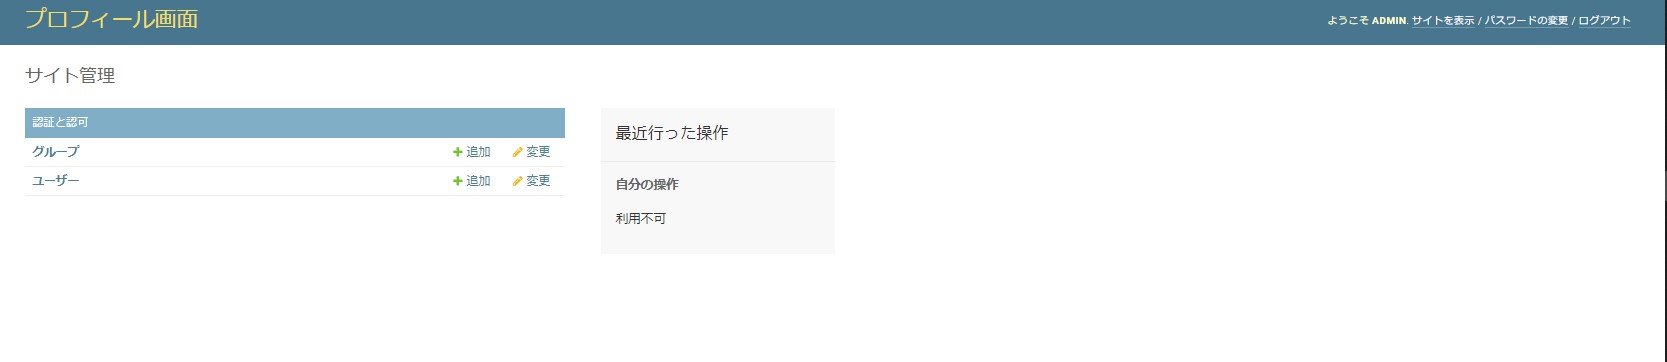 プロフィール画面
ようこそ ADMIN. サイトを表示 / パスワードの変更 / ログアウト
サイト管理
認証と認可
グループ 追加 変更
ユーザー 追加 変更
最近行った操作
自分の操作
利用不可